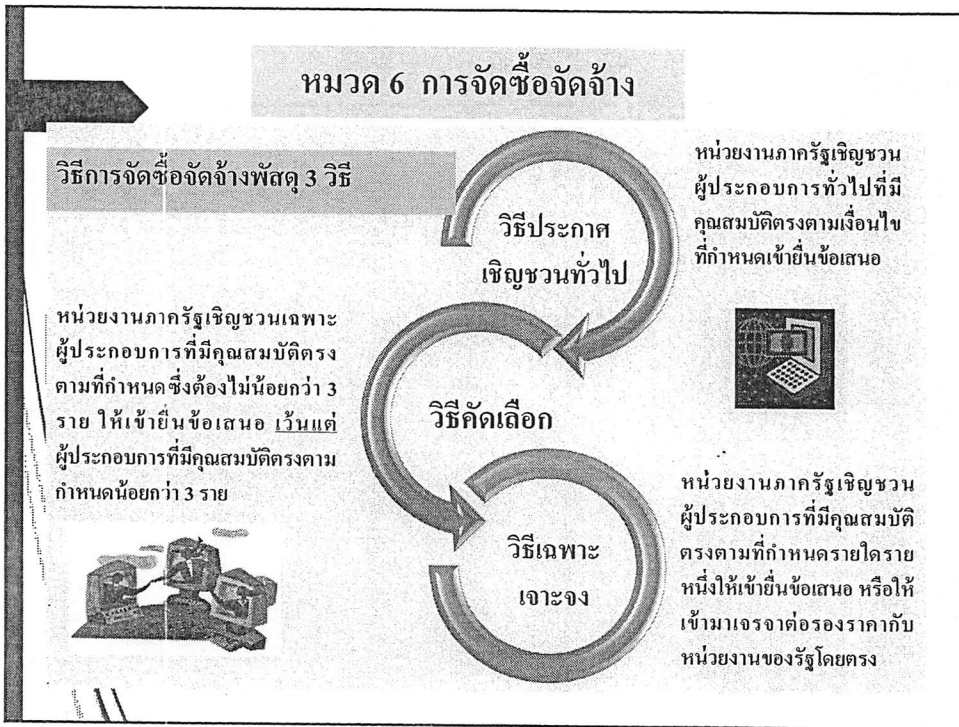 หมวด 6 การจัดซื้อจัดจ้าง
วิธีการจัดซื้อจัดจ้างพัสดุ 3 วิธี
วิธีประกาศ
เชิญชวนทั่วไป
หน่วยงานภาครัฐเชิญชวน
ผู้ประกอบการทั่วไปที่มี
คุณสมบัติตรงตามเงื่อนไข
ที่กำหนดเข้ายื่นข้อเสนอ
หน่วยงานภาครัฐเชิญชวนเฉพาะ
ผู้ประกอบการที่มีคุณสมบัติตรง
ตามที่กำหนดซึ่งต้องไม่น้อยกว่า 3
ราย ให้เข้ายื่นข้อเสนอ เว้นแต่
ผู้ประกอบการที่มีคุณสมบัติตรงตาม
กำหนดน้อยกว่า 3 ราย
วิธีคัดเลือก
วิธีเฉพาะ
เจาะจง
หน่วยงานภาครัฐเชิญชวน
ผู้ประกอบการที่มีคุณสมบัติ
ตรงตามที่กำหนดรายใดราย
หนึ่งให้เข้ายื่นข้อเสนอ หรือให้
เข้ามาเจรจาต่อรองราคากับ
หน่วยงานของรัฐโดยตรง